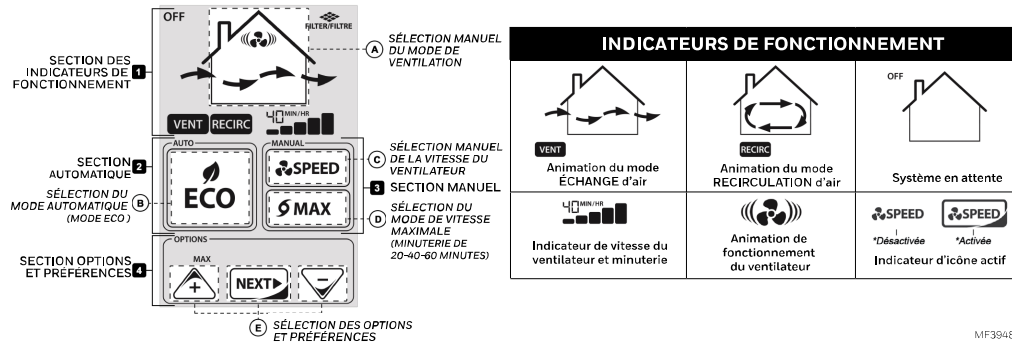 OFF
FILTER/FILTRE
SÉLECTION MANUEL
DU MODE DE
VENTILATION
A
SECTION DES
INDICATEURS DE
FONCTIONNEMENT
1
VENT
RECIRC
40 MIN/HR
AUTO
MANUAL
SECTION
AUTOMATIQUE
2
SÉLECTION DU
MODE AUTOMATIQUE
(MODE ECO )
B
ECO
SPEED
MAX
SÉLECTION MANUEL
DE LA VITESSE DU
VENTILATEUR
C
3 SECTION MANUEL
SÉLECTION DU
MODE DE VITESSE
MAXIMALE
(MINUTERIE DE
20-40-60 MINUTES)
D
OPTIONS
SECTION OPTIONS
ET PRÉFÉRENCES
4
MAX
+
NEXT
−
E
SÉLECTION DES OPTIONS
ET PRÉFÉRENCES
INDICATEURS DE FONCTIONNEMENT
VENT
Animation du mode
ÉCHANGE d'air
RECIRC
Animation du mode
RECIRCULATION d'air
OFF
Système en attente
40 MIN/HR
Indicateur de vitesse du
ventilateur et minuterie
Animation de
fonctionnement
du ventilateur
SPEED
*Désactivée
SPEED
*Activée
Indicateur d'icône actif
MF3948